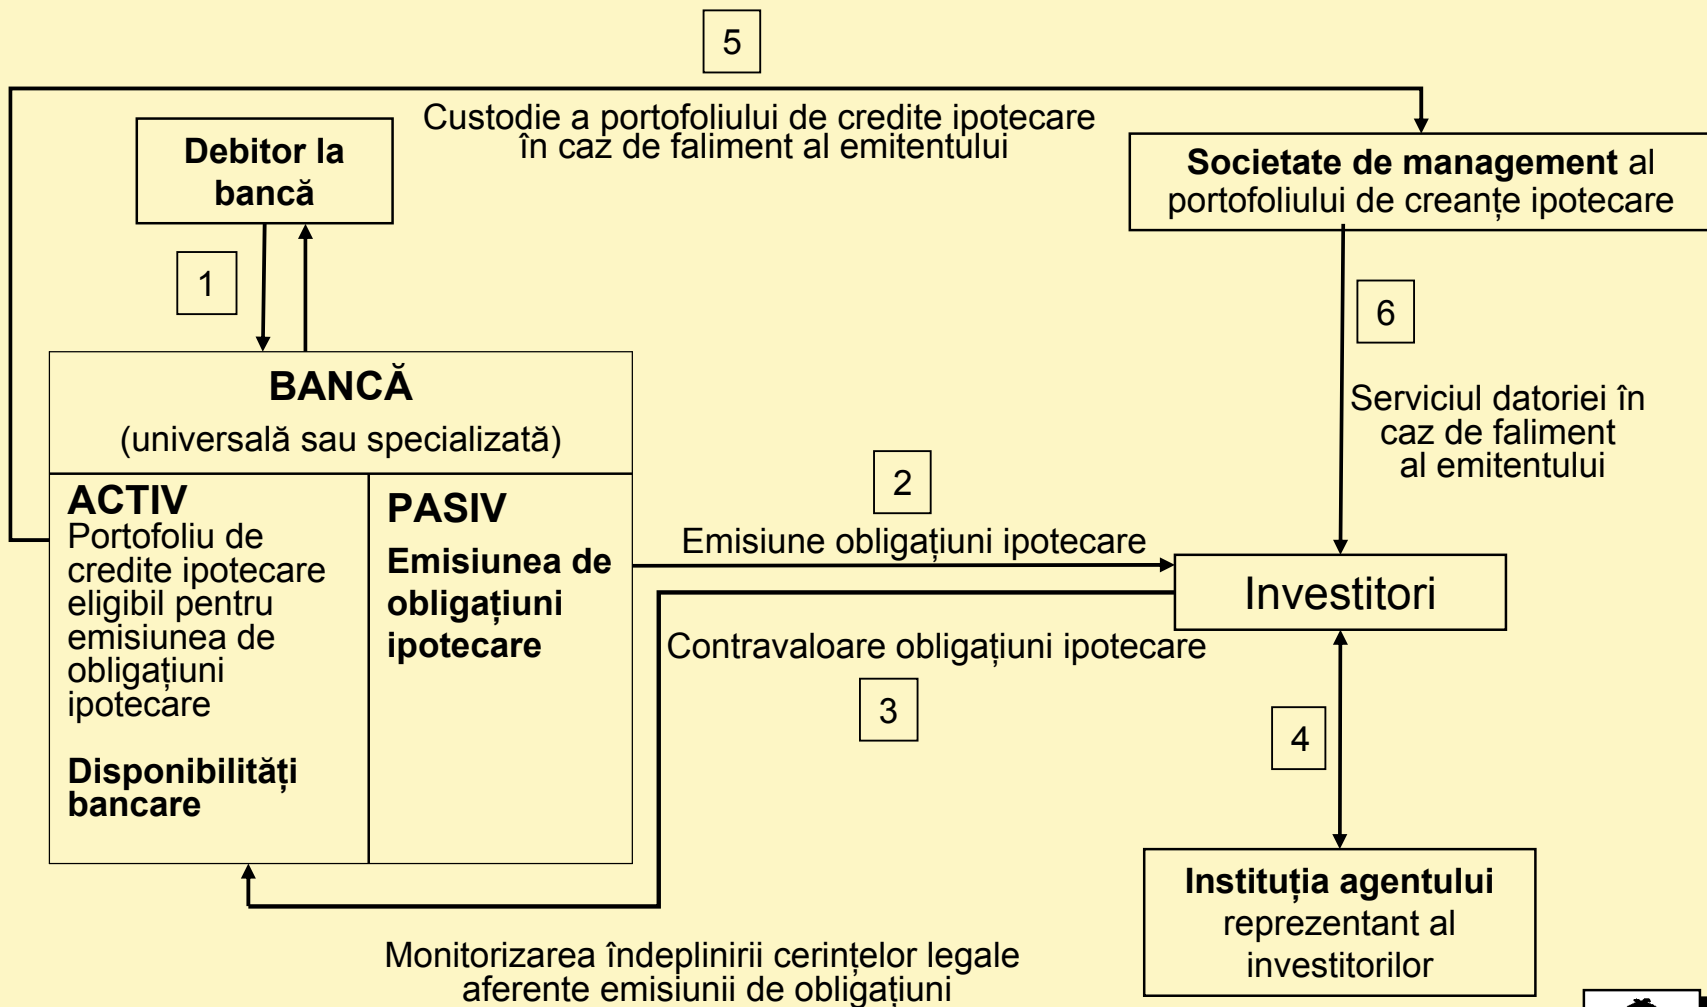 5
Custodie a portofoliului de credite ipotecare
în caz de faliment al emitentului
Debitor la
bancă
Societate de management al
portofoliului de creanțe ipotecare
1
6
BANCĂ
(universală sau specializată)
Serviciul datoriei în
caz de faliment
al emitentului
ACTIV
Portofoliu de
credite ipotecare
eligibil pentru
emisiunea de
obligațiuni
ipotecare
Disponibilități
bancare
PASIV
Emisiunea de
obligațiuni
ipotecare
2
Emisiune obligațiuni ipotecare
Investitori
Contravaloare obligațiuni ipotecare
3
4
Instituția agentului
reprezentant al
investitorilor
Monitorizarea îndeplinirii cerințelor legale
aferente emisiunii de obligațiuni